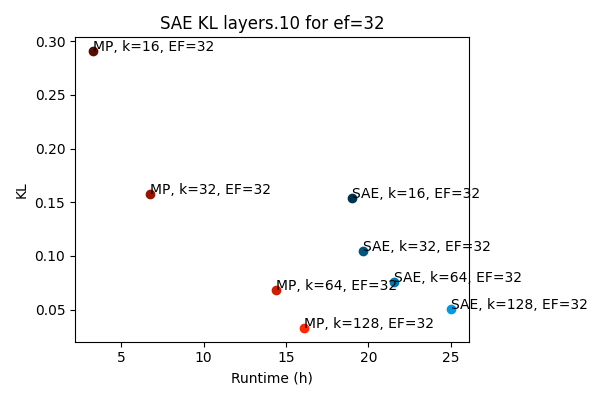 SAE KL layers.10 for ef=32
0.30
MP, k=16, EF=32
0.25
0.20
KL
MP, k=32, EF=32
SAE, k=16, EF=32
0.15
SAE, k=32, EF=32
0.10
SAE, k=64, EF=32
MP, k=64, EF=32
SAE, k=128, EF=32
0.05
MP, k=128, EF=32
5 10 15 20 25
Runtime (h)